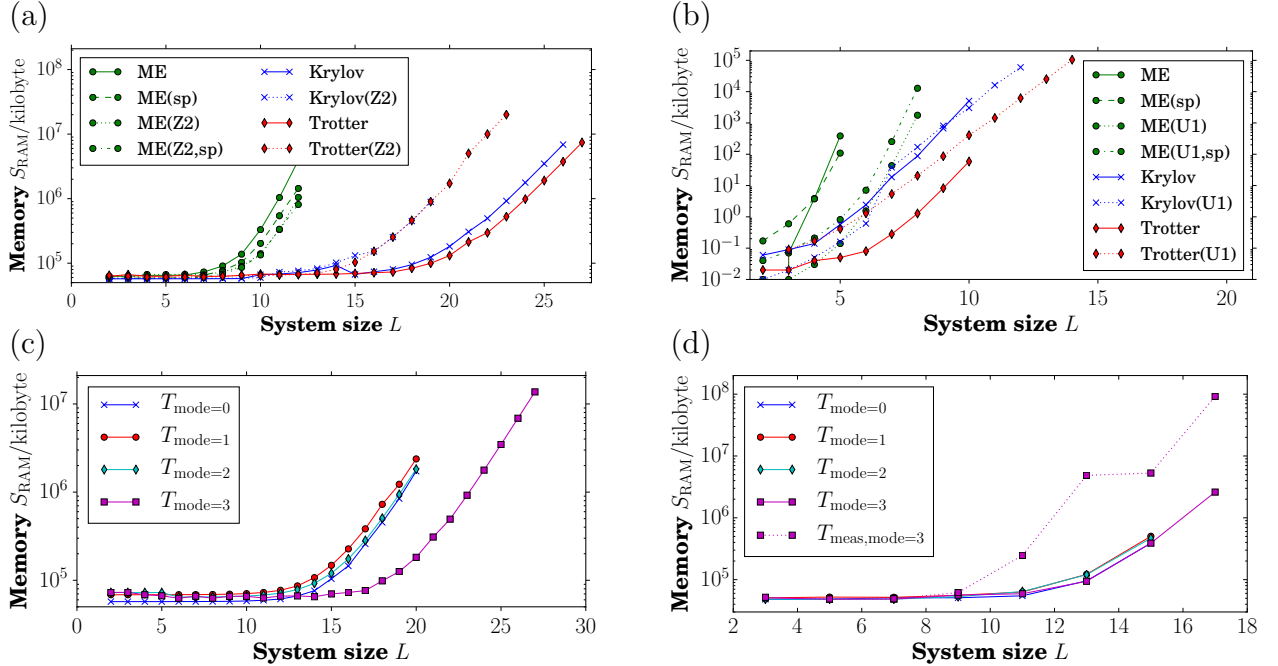 (a)
Memory S_RAM/kilobyte
10^8
10^7
10^6
10^5
ME
ME(sp)
ME(Z2)
ME(Z2,sp)
Krylov
Krylov(Z2)
Trotter
Trotter(Z2)
0 5 10 15 20 25
System size L
(b)
Memory S_RAM/kilobyte
10^5
10^4
10^3
10^2
10^1
10^0
10^−1
10^−2
ME
ME(sp)
ME(U1)
ME(U1,sp)
Krylov
Krylov(U1)
Trotter
Trotter(U1)
5 10 15 20
System size L
(c)
Memory S_RAM/kilobyte
10^7
10^6
10^5
T_mode=0
T_mode=1
T_mode=2
T_mode=3
0 5 10 15 20 25 30
System size L
(d)
Memory S_RAM/kilobyte
10^8
10^7
10^6
10^5
T_mode=0
T_mode=1
T_mode=2
T_mode=3
T_meas,mode=3
2 4 6 8 10 12 14 16 18
System size L